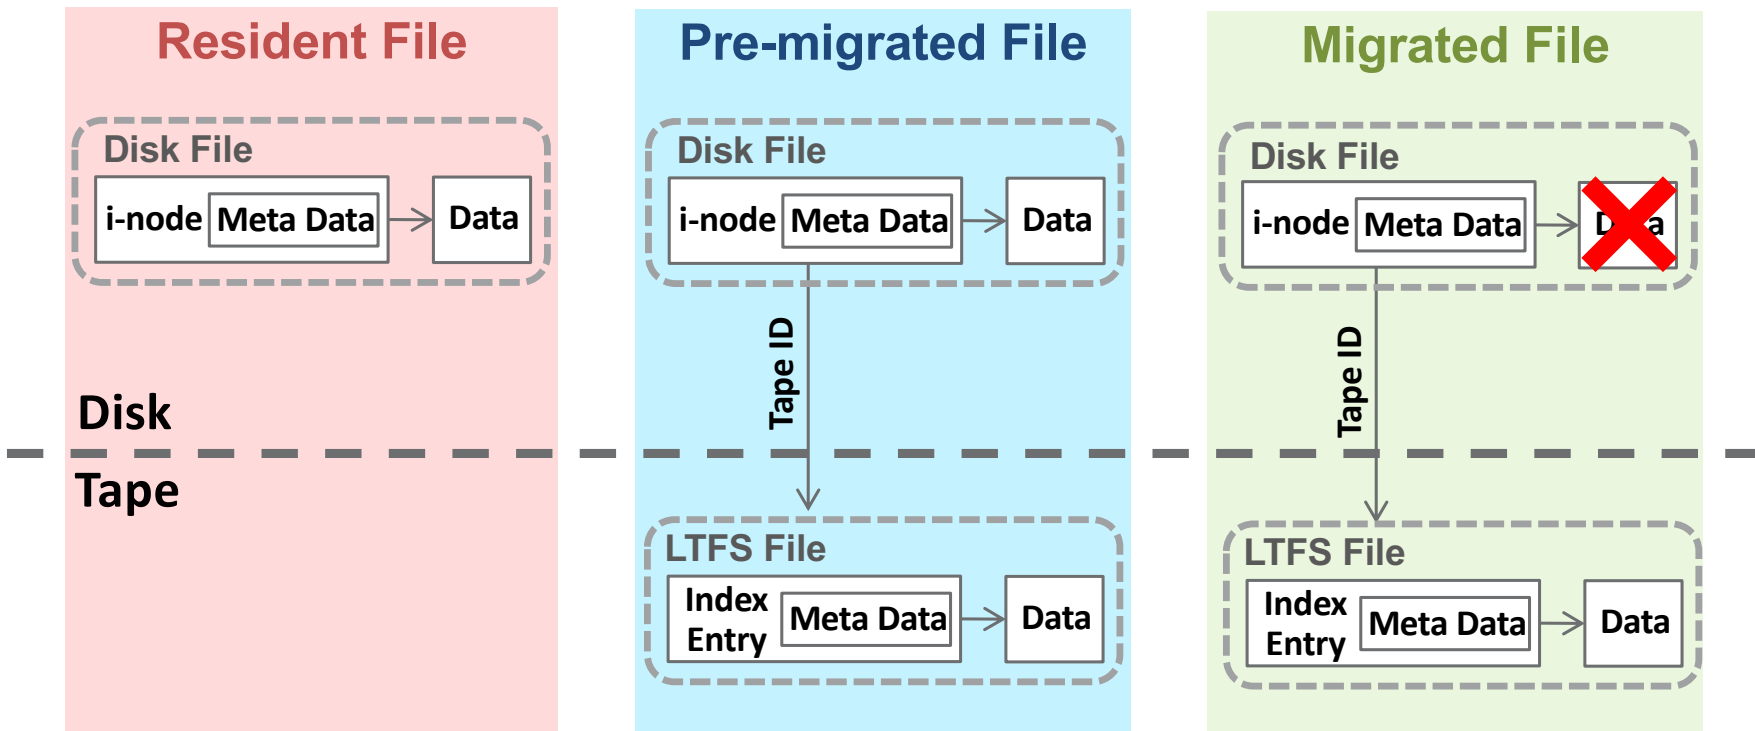 Resident File
Disk File
i-node
Meta Data
Data
Disk
Tape
Pre-migrated File
Disk File
i-node
Meta Data
Data
Tape ID
LTFS File
Index
Entry
Meta Data
Data
Migrated File
Disk File
i-node
Meta Data
Data
Tape ID
LTFS File
Index
Entry
Meta Data
Data